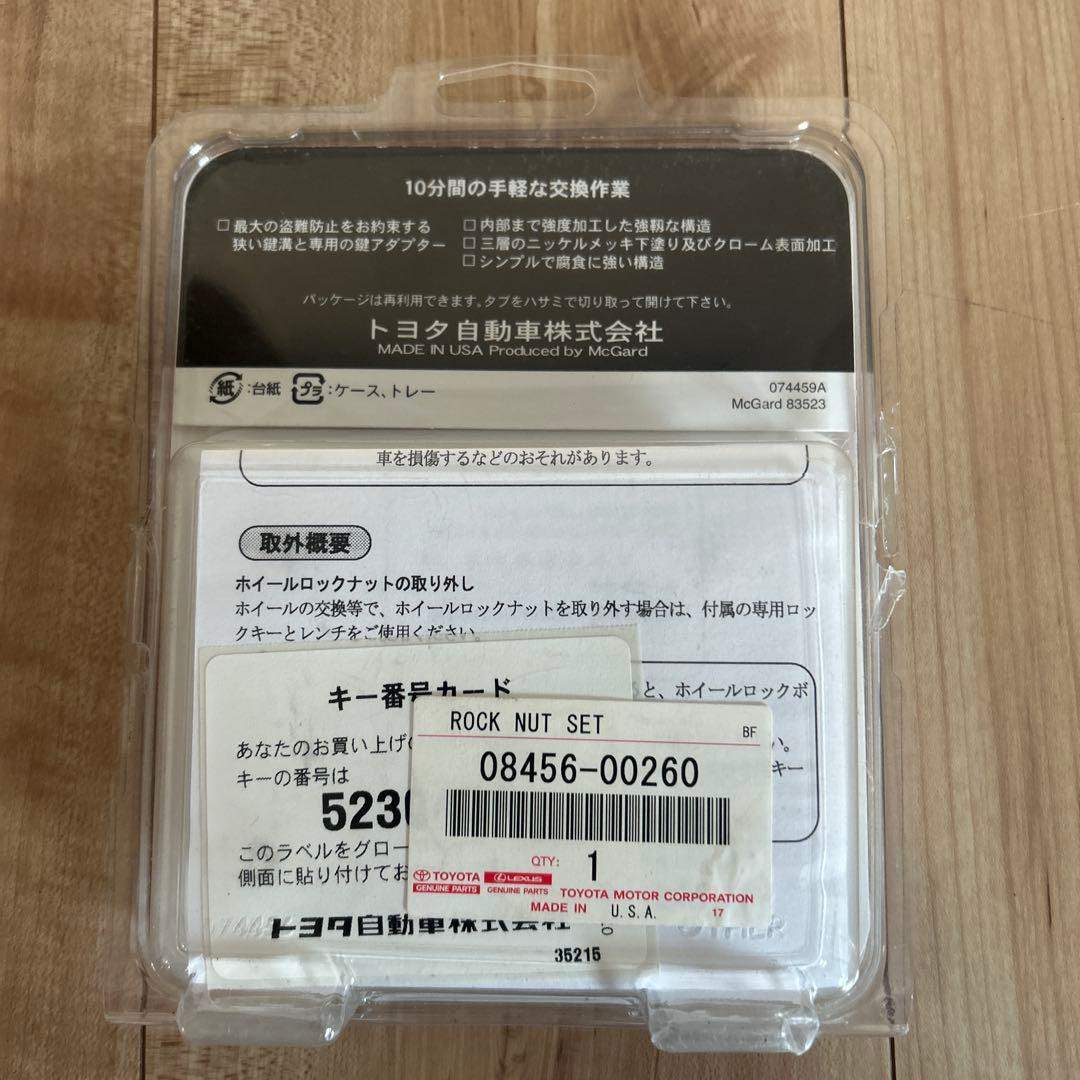 10分間の手軽な交換作業
□最大の盗難防止をお約束する
狭い鍵溝と専用の鍵アダプター
□内部まで強度加工した強靭な構造
□三層のニッケルメッキ下塗り及びクローム表面加工
□シンプルで腐食に強い構造
パッケージは再利用できます。タブをハサミで切り取って開けて下さい。
トヨタ自動車株式会社
MADE IN USA Produced by McGard
紙:台紙 プラ:ケース、トレー
074459A
McGard 83523
車を損傷するなどのおそれがあります。
取外概要
ホイールロックナットの取り外し
ホイールの交換等で、ホイールロックナットを取り外す場合は、付属の専用ロッ
クキーとレンチをご使用ください。
と、ホイールロックボ
い。
キー
キー番号カード
あなたのお買い上げの
キーの番号は
5230
このラベルをグロー
側面に貼り付けてお
トヨタ自動車株式会社
35215
ROCK NUT SET
BF
08456-00260
QTY: 1
TOYOTA
GENUINE PARTS
LEXUS
GENUINE PARTS
TOYOTA MOTOR CORPORATION
MADE IN U.S.A.
17
OTHER